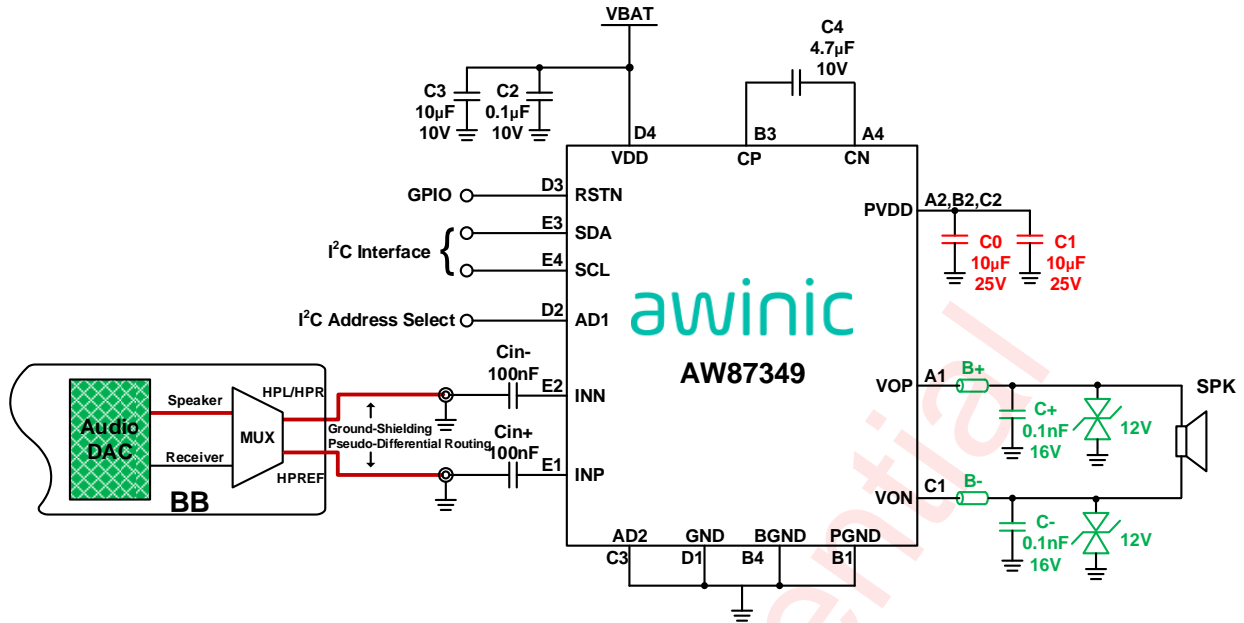 VBAT
C4
4.7μF
10V
C3
10μF
10V
C2
0.1μF
10V
D4
VDD
B3
CP
A4
CN
GPIO
D3
RSTN
I²C Interface
{
E3
SDA
E4
SCL
I²C Address Select
D2
AD1
PVDD
A2,B2,C2
C0
10μF
25V
C1
10μF
25V
awinic
AW87349
Audio
DAC
Speaker
Receiver
MUX
HPL/HPR
HPREF
BB
↑
Ground-Shielding
Pseudo-Differential Routing
↓
Cin-
100nF
E2
INN
Cin+
100nF
E1
INP
VOP
A1
B+
C+
0.1nF
16V
12V
SPK
VON
C1
B-
C-
0.1nF
16V
12V
AD2
C3
GND
D1
BGND
B4
PGND
B1